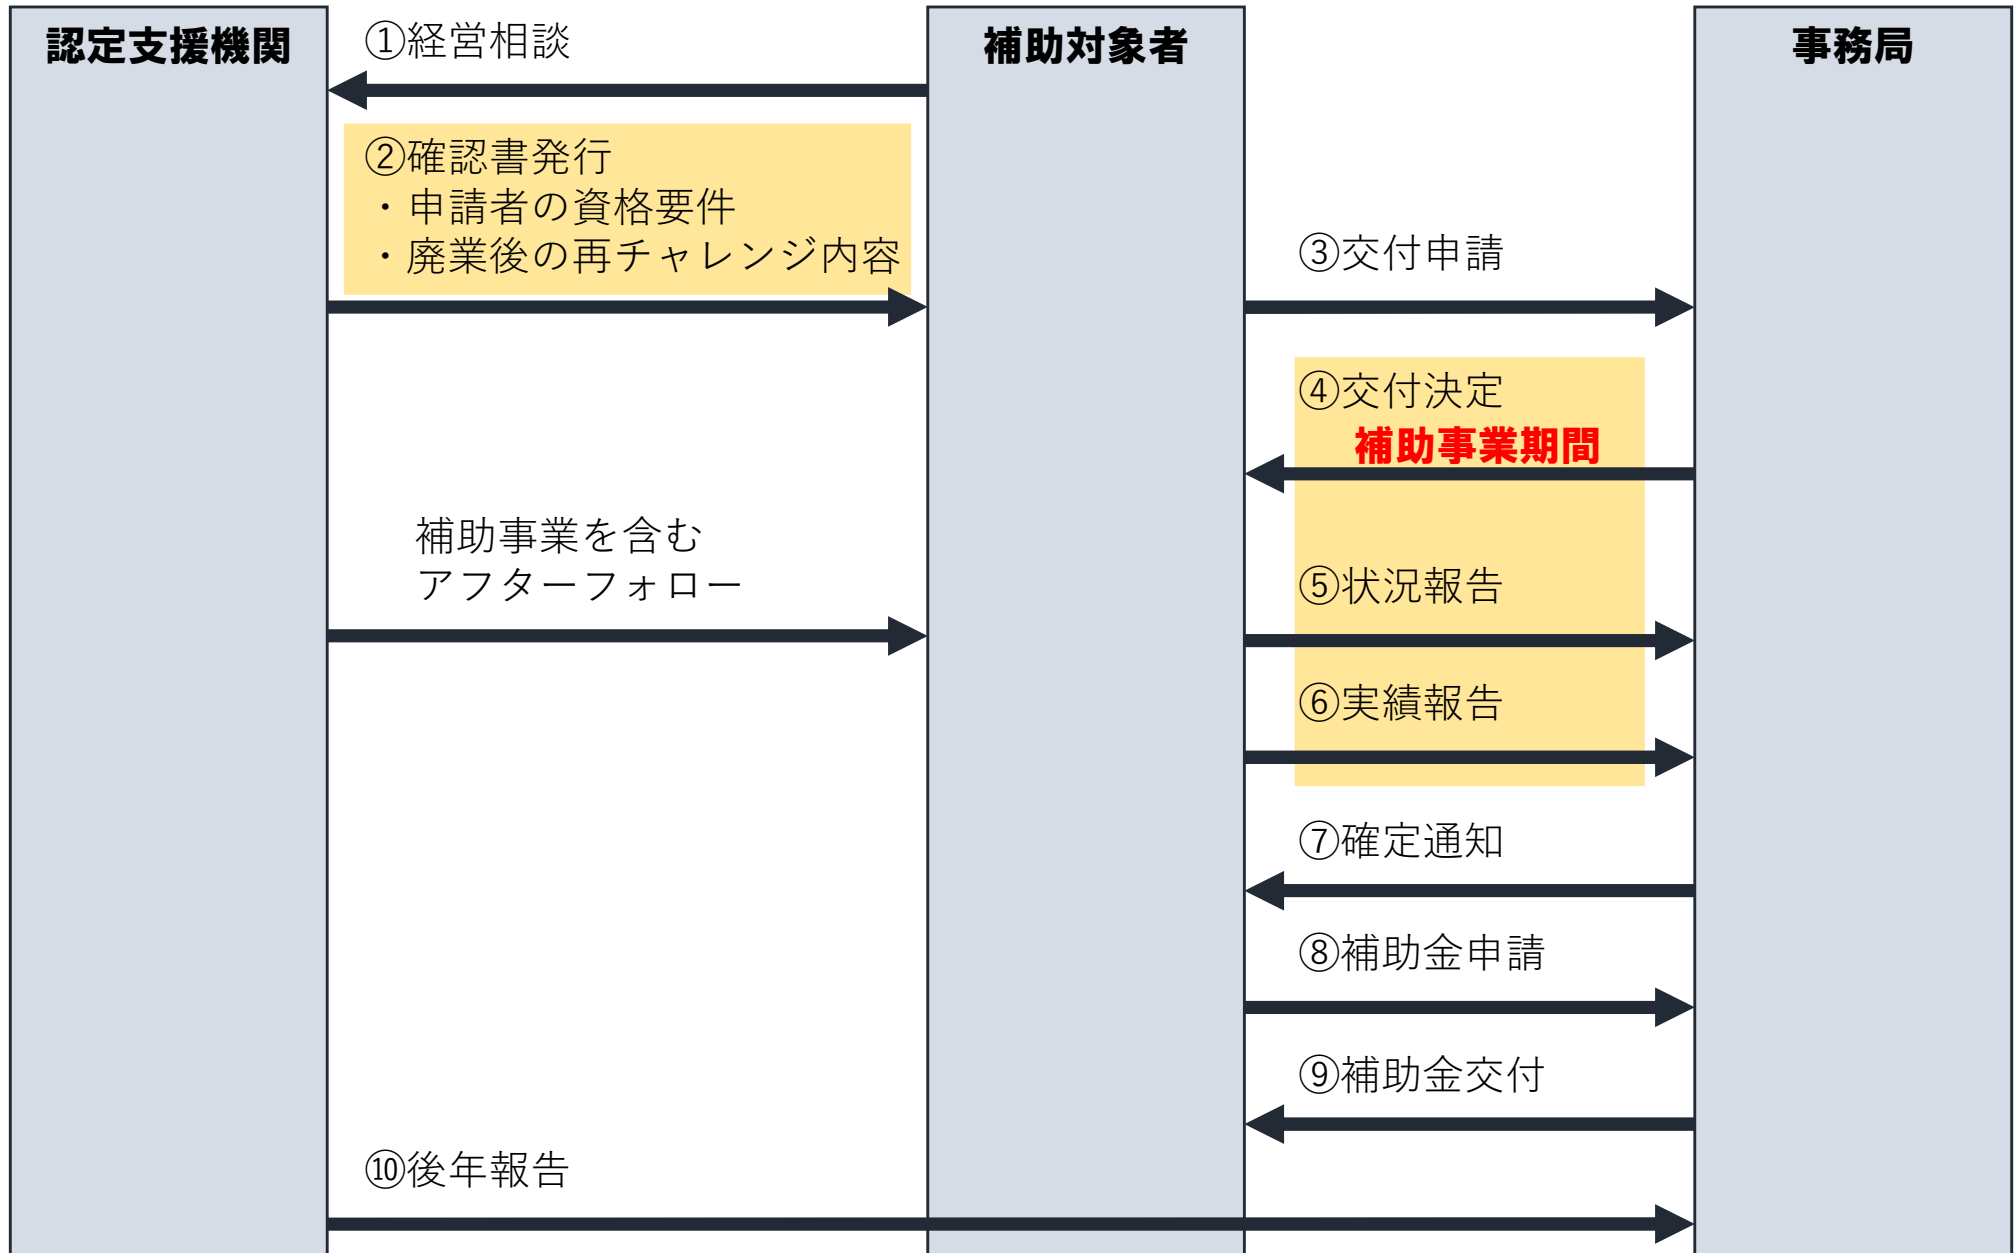 認定支援機関
補助対象者
事務局
①経営相談
②確認書発行
・申請者の資格要件
・廃業後の再チャレンジ内容
③交付申請
④交付決定
補助事業期間
補助事業を含む
アフターフォロー
⑤状況報告
⑥実績報告
⑦確定通知
⑧補助金申請
⑨補助金交付
⑩後年報告